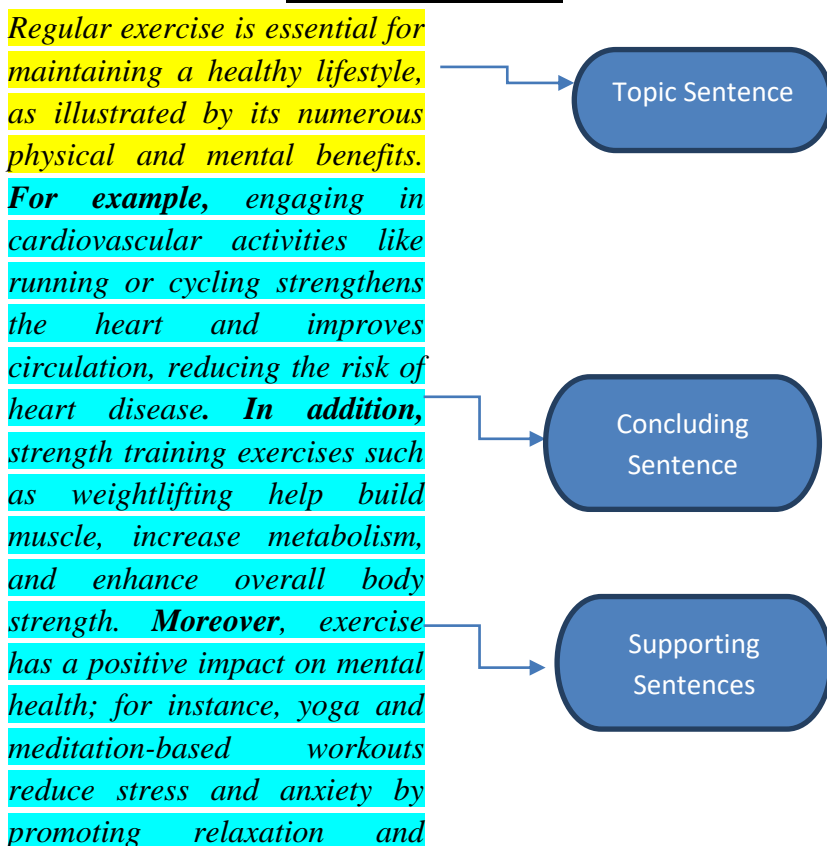 Regular exercise is essential for
maintaining a healthy lifestyle,
as illustrated by its numerous
physical and mental benefits.
For example, engaging in
cardiovascular activities like
running or cycling strengthens
the heart and improves
circulation, reducing the risk of
heart disease. In addition,
strength training exercises such
as weightlifting help build
muscle, increase metabolism,
and enhance overall body
strength. Moreover, exercise
has a positive impact on mental
health; for instance, yoga and
meditation-based workouts
reduce stress and anxiety by
promoting relaxation and
Topic Sentence
Concluding
Sentence
Supporting
Sentences